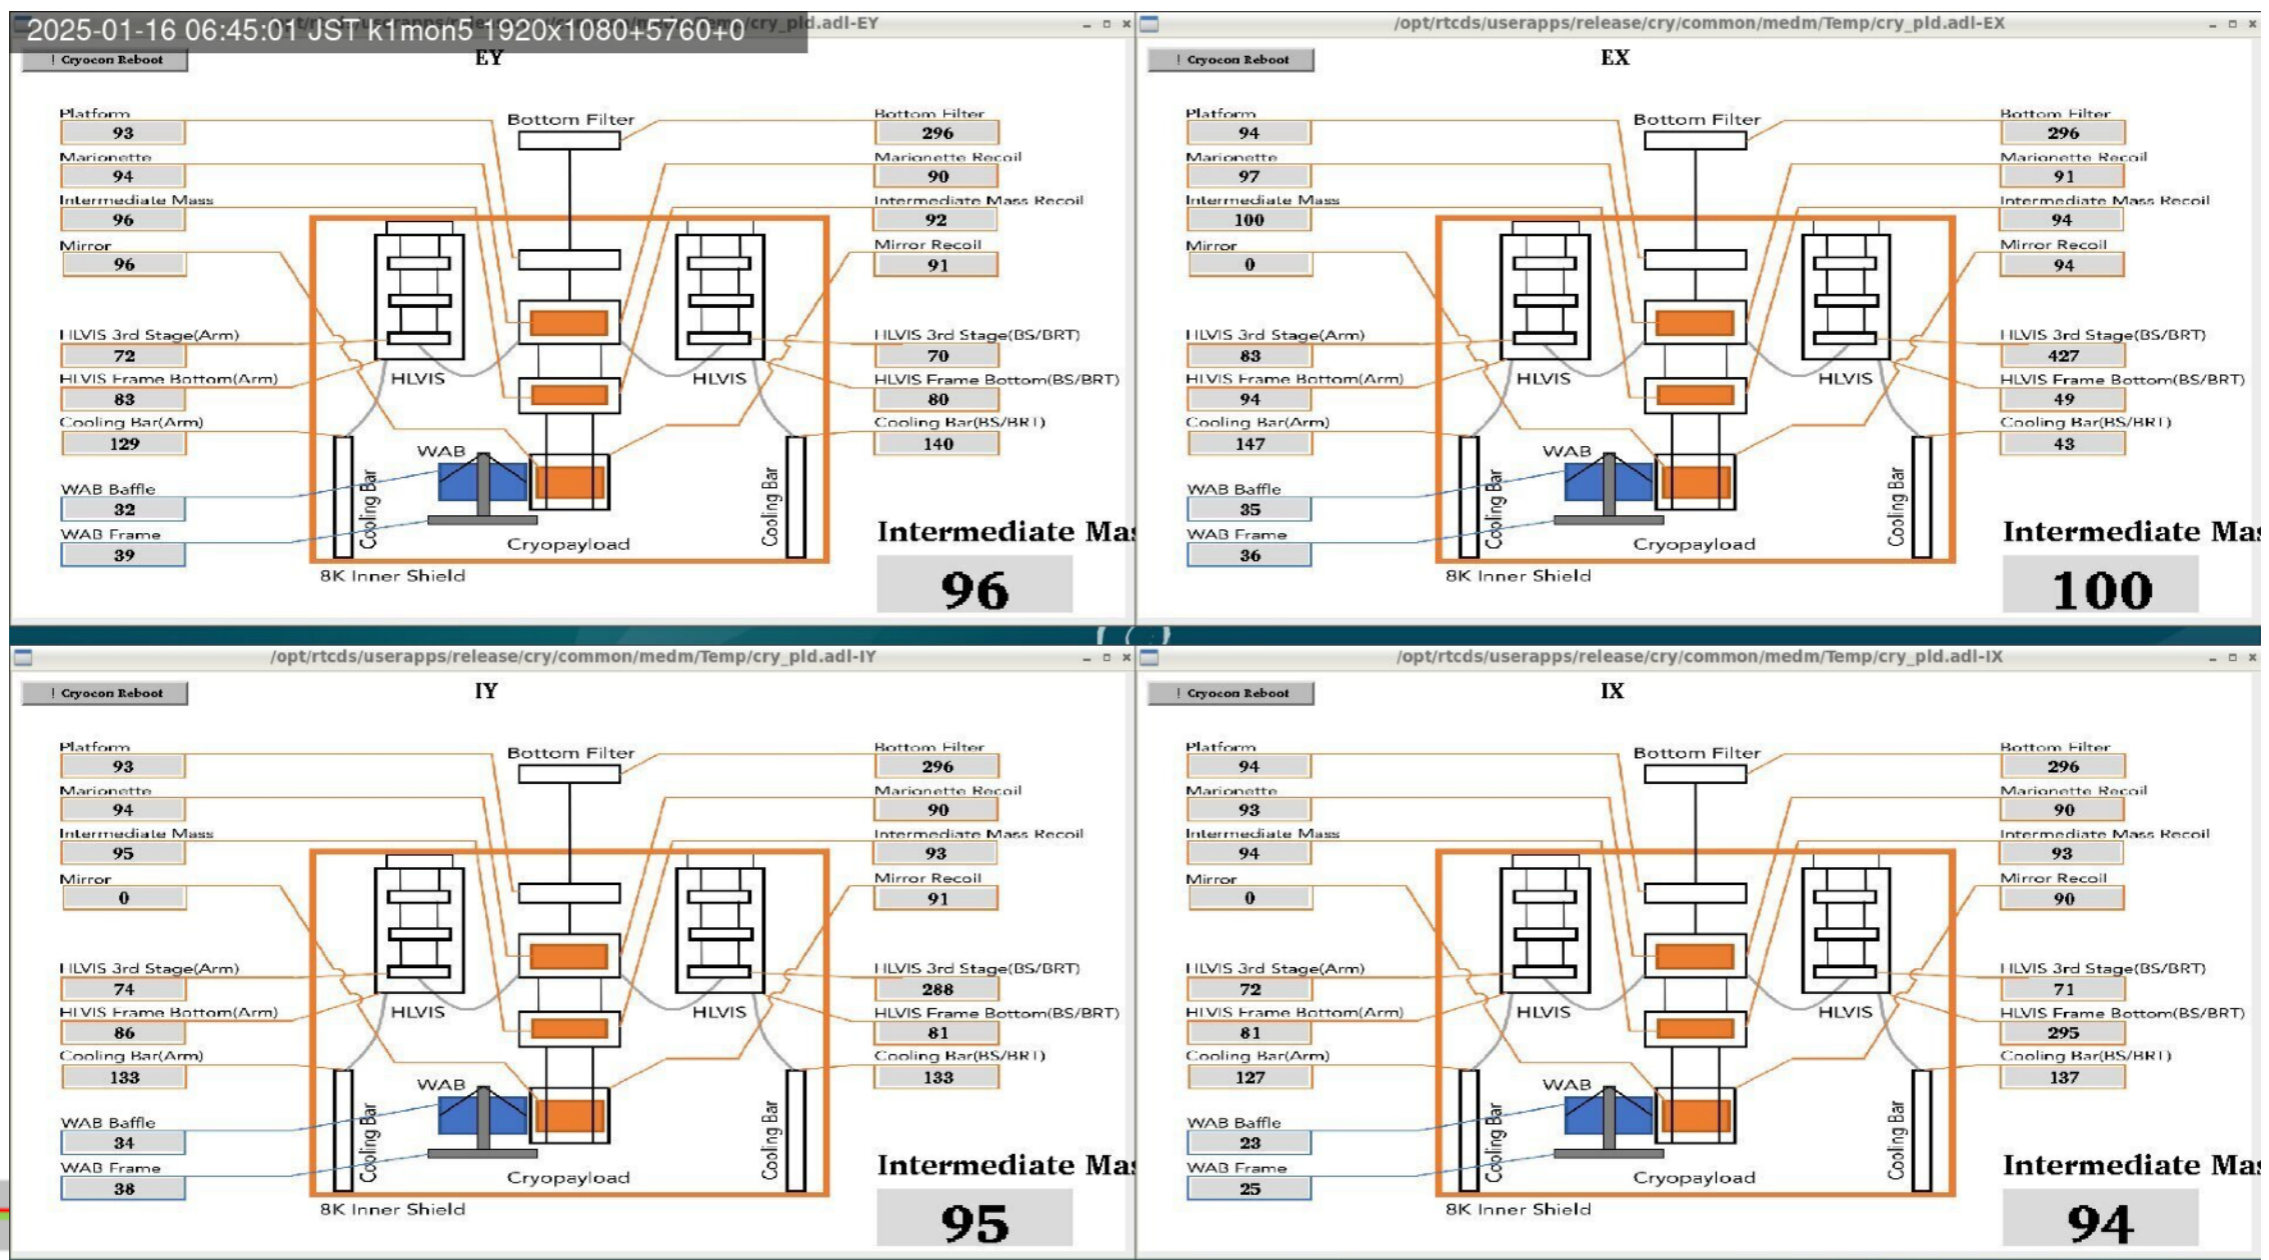 2025-01-16 06:45:01 JST k1mon5 1920x1080+5760+0
pld.adl-EY
! Cryocon Reboot
EY
Platform
93
Marionette
94
Intermediate Mass
96
Mirror
96
HLVIS 3rd Stage(Arm)
72
HLVIS Frame Bottom(Arm)
83
Cooling Bar(Arm)
129
WAB Baffle
32
WAB Frame
39
Bottom Filter
HLVIS
HLVIS
WAB
Cooling Bar
Cooling Bar
Cryopayload
8K Inner Shield
Bottom Filter
296
Marionette Recoil
90
Intermediate Mass Recoil
92
Mirror Recoil
91
HLVIS 3rd Stage(BS/BRT)
70
HLVIS Frame Bottom(BS/BRT)
80
Cooling Bar(BS/BRT)
140
Intermediate Mas
96
/opt/rtcds/userapps/release/cry/common/medm/Temp/cry_pld.adl-EX
! Cryocon Reboot
EX
Platform
94
Marionette
97
Intermediate Mass
100
Mirror
0
HLVIS 3rd Stage(Arm)
83
HLVIS Frame Bottom(Arm)
94
Cooling Bar(Arm)
147
WAB Baffle
35
WAB Frame
36
Bottom Filter
HLVIS
HLVIS
WAB
Cooling Bar
Cooling Bar
Cryopayload
8K Inner Shield
Bottom Filter
296
Marionette Recoil
91
Intermediate Mass Recoil
94
Mirror Recoil
94
HLVIS 3rd Stage(BS/BRT)
427
HLVIS Frame Bottom(BS/BRT)
49
Cooling Bar(BS/BRT)
43
Intermediate Mas
100
/opt/rtcds/userapps/release/cry/common/medm/Temp/cry_pld.adl-IY
! Cryocon Reboot
IY
Platform
93
Marionette
94
Intermediate Mass
95
Mirror
0
HLVIS 3rd Stage(Arm)
74
HLVIS Frame Bottom(Arm)
86
Cooling Bar(Arm)
133
WAB Baffle
34
WAB Frame
38
Bottom Filter
HLVIS
HLVIS
WAB
Cooling Bar
Cooling Bar
Cryopayload
8K Inner Shield
Bottom Filter
296
Marionette Recoil
90
Intermediate Mass Recoil
93
Mirror Recoil
91
HLVIS 3rd Stage(BS/BRT)
288
HLVIS Frame Bottom(BS/BRT)
81
Cooling Bar(BS/BRT)
133
Intermediate Mas
95
/opt/rtcds/userapps/release/cry/common/medm/Temp/cry_pld.adl-IX
! Cryocon Reboot
IX
Platform
94
Marionette
93
Intermediate Mass
94
Mirror
0
HLVIS 3rd Stage(Arm)
72
HLVIS Frame Bottom(Arm)
81
Cooling Bar(Arm)
127
WAB Baffle
23
WAB Frame
25
Bottom Filter
HLVIS
HLVIS
WAB
Cooling Bar
Cooling Bar
Cryopayload
8K Inner Shield
Bottom Filter
296
Marionette Recoil
90
Intermediate Mass Recoil
93
Mirror Recoil
90
HLVIS 3rd Stage(BS/BRT)
71
HLVIS Frame Bottom(BS/BRT)
295
Cooling Bar(BS/BRT)
137
Intermediate Mas
94